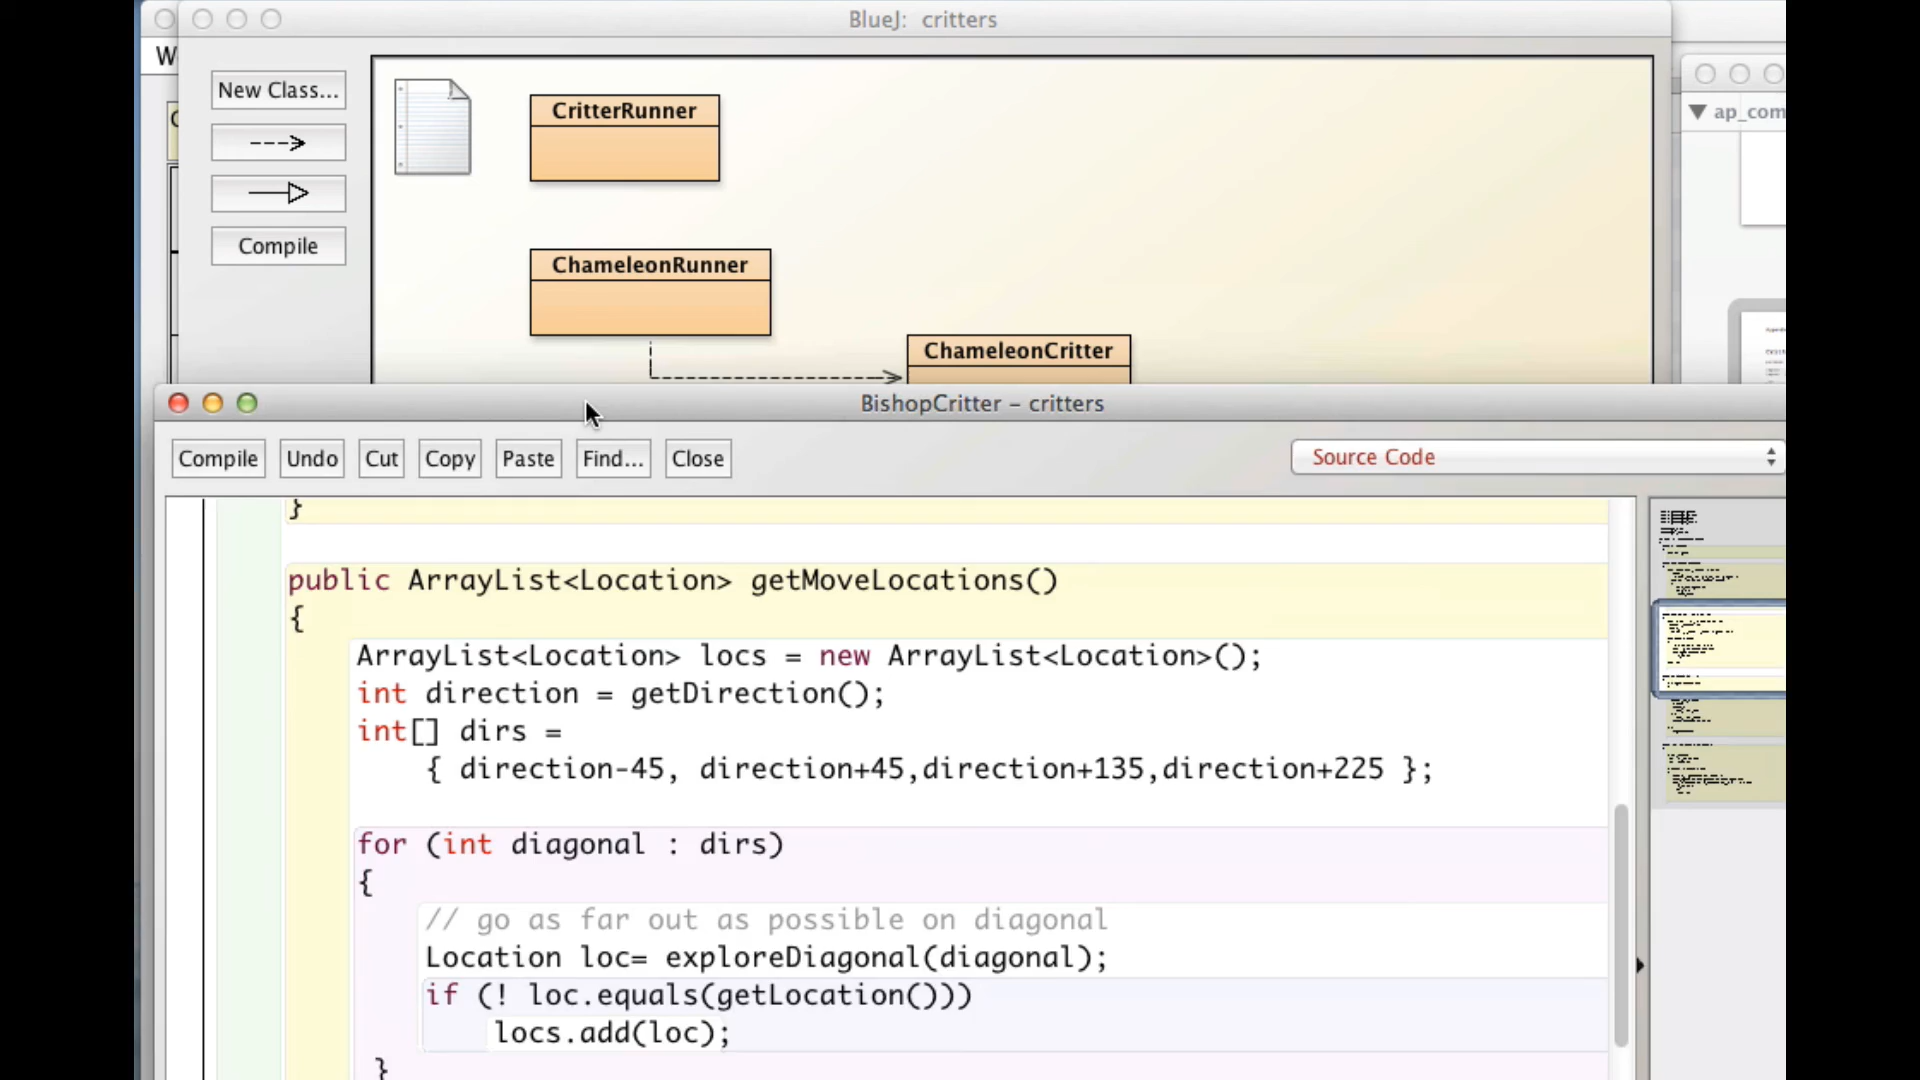 BlueJ: critters
W
New Class...
Compile
CritterRunner
ChameleonRunner
ChameleonCritter
ap_com
BishopCritter – critters
Compile Undo Cut Copy Paste Find... Close
Source Code
}
public ArrayList<Location> getMoveLocations()
{
ArrayList<Location> locs = new ArrayList<Location>();
int direction = getDirection();
int[] dirs =
{ direction-45, direction+45,direction+135,direction+225 };
for (int diagonal : dirs)
{
// go as far out as possible on diagonal
Location loc= exploreDiagonal(diagonal);
if (! loc.equals(getLocation()))
locs.add(loc);
}